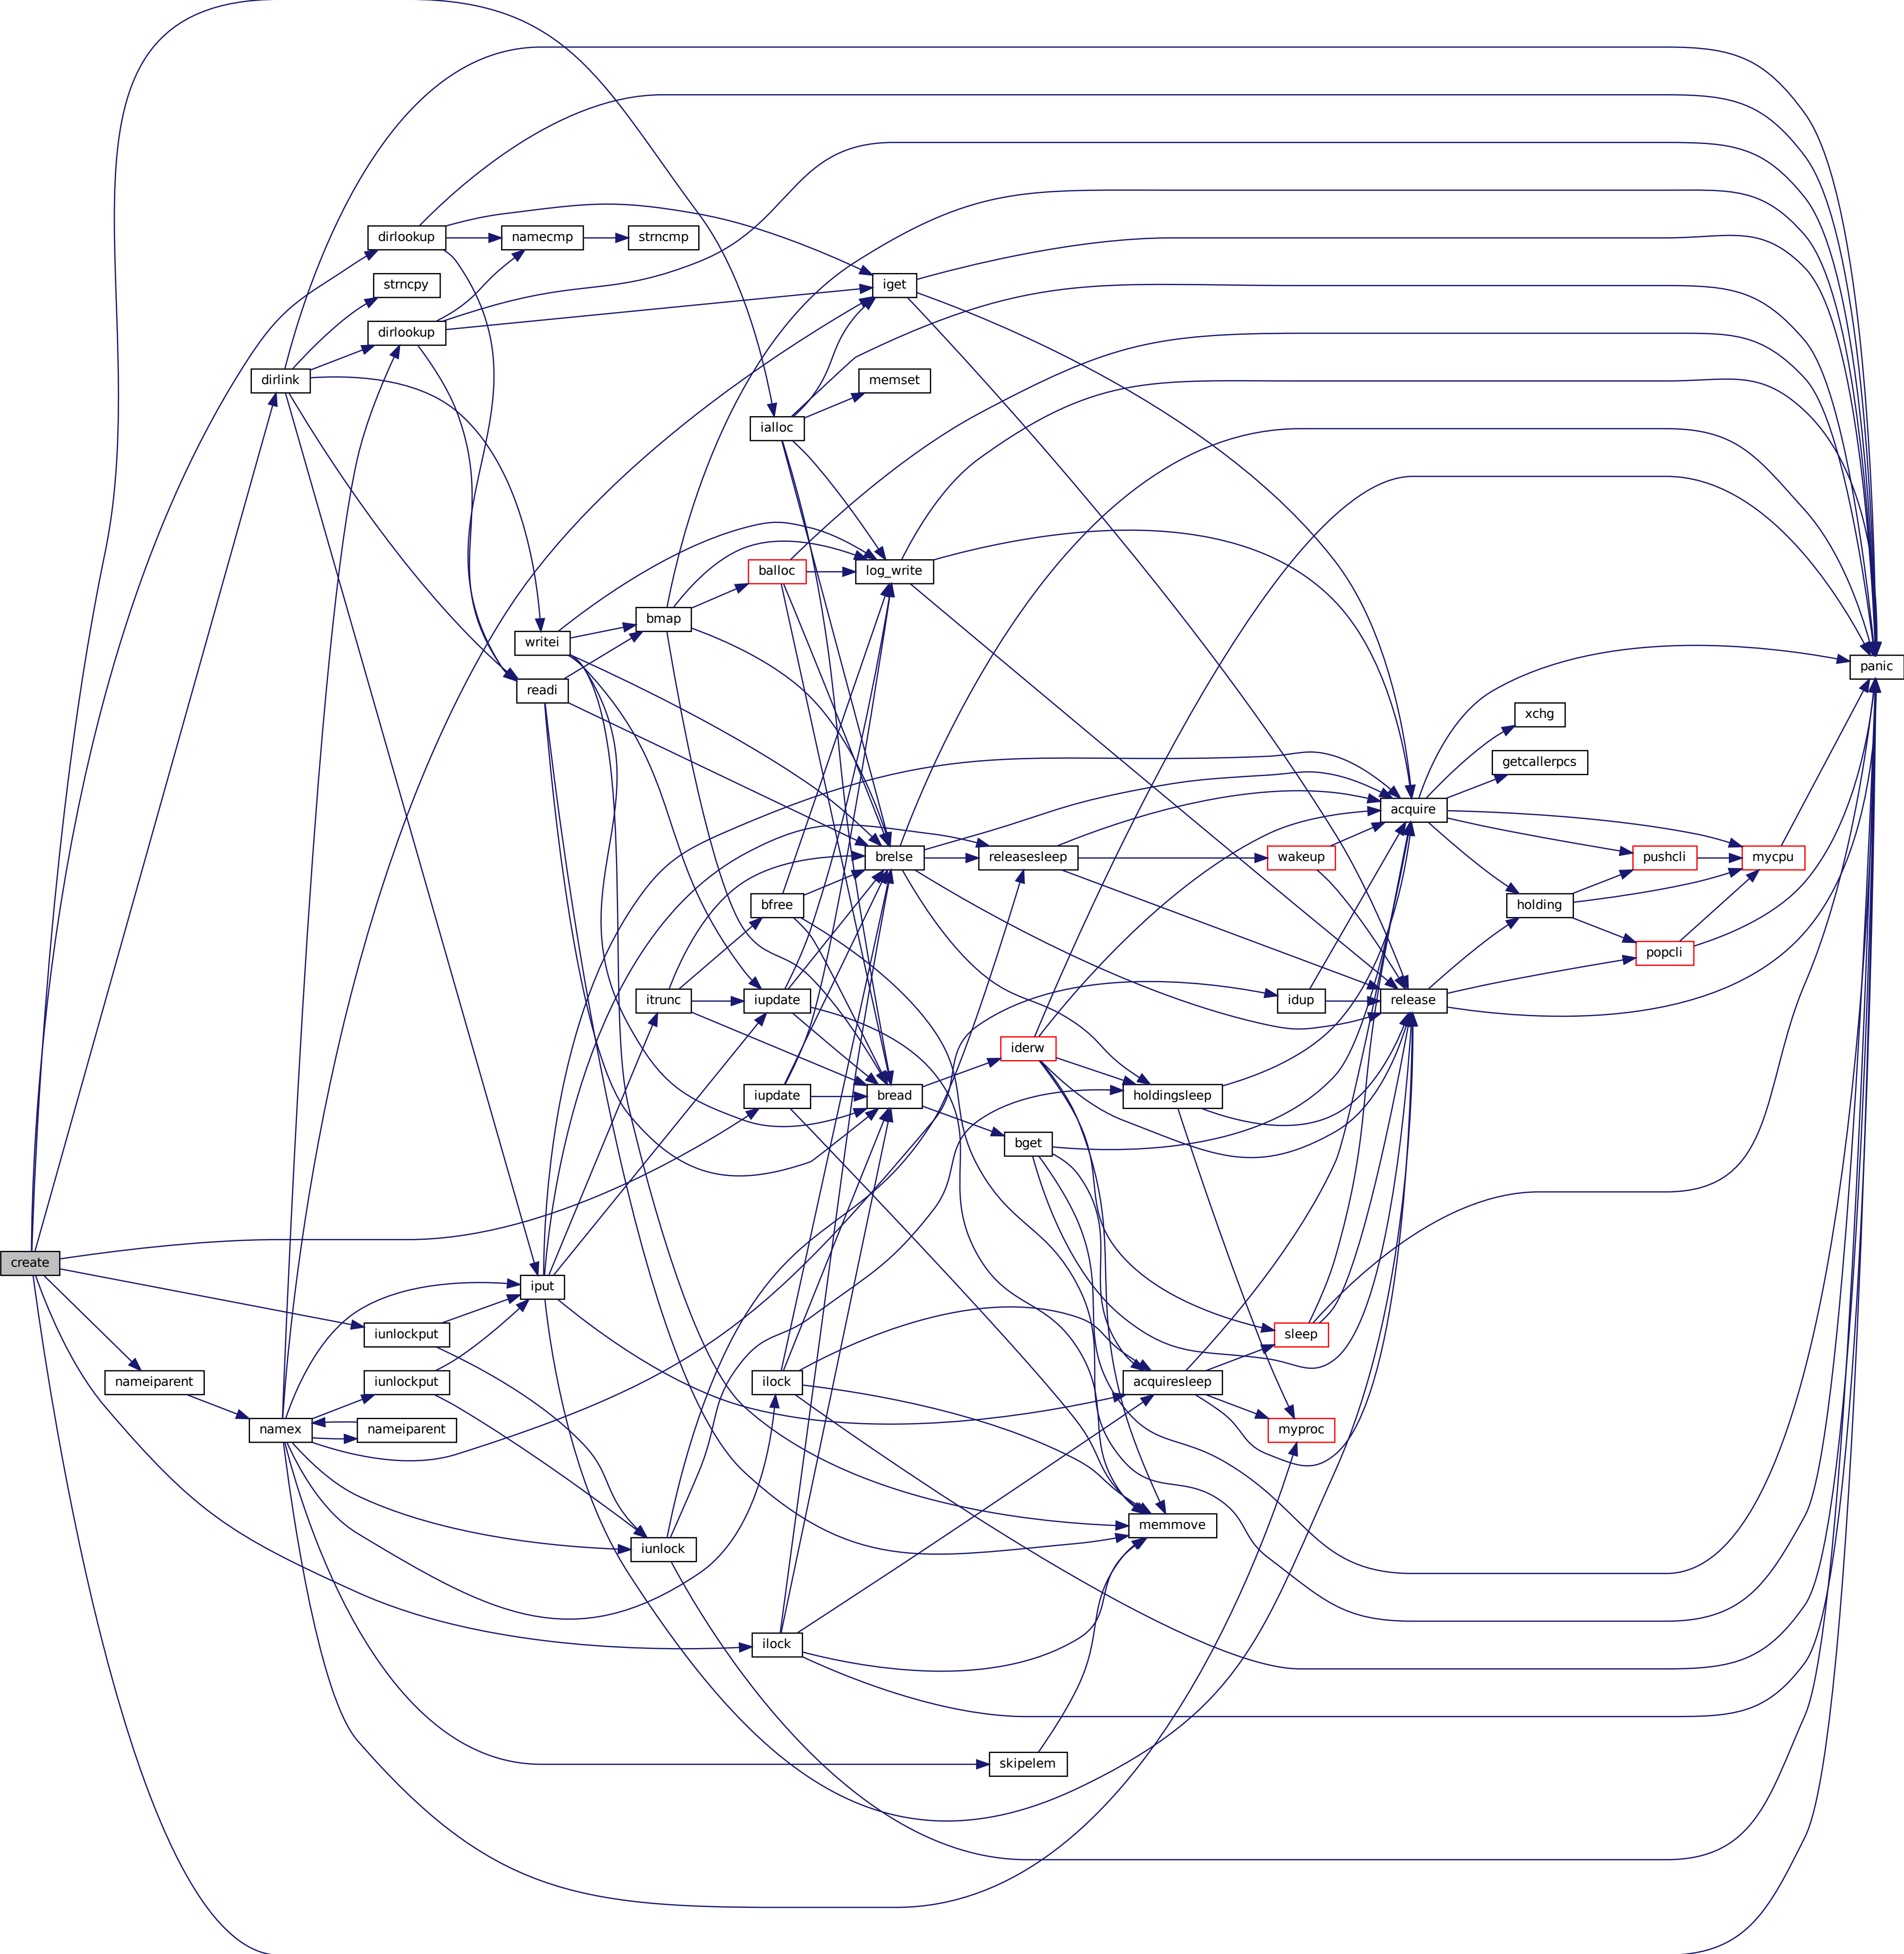 dirlookup
namecmp
strncmp
strncpy
iget
dirlookup
dirlink
memset
ialloc
balloc
log_write
bmap
writei
panic
readi
xchg
getcallerpcs
acquire
brelse
releasesleep
wakeup
pushcli
mycpu
bfree
holding
popcli
itrunc
iupdate
idup
release
iderw
iupdate
bread
holdingsleep
bget
create
iput
iunlockput
sleep
nameiparent
iunlockput
ilock
acquiresleep
namex
nameiparent
myproc
memmove
iunlock
ilock
skipelem